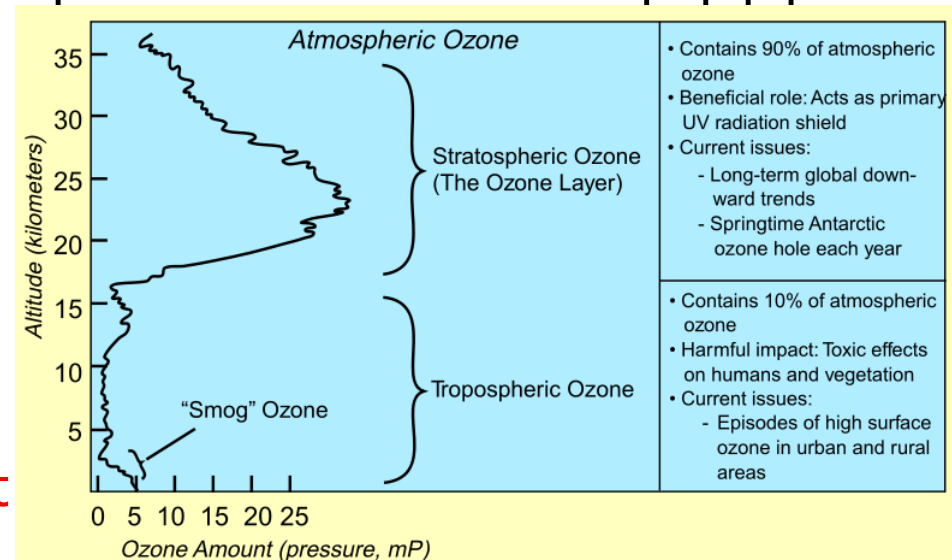 Atmospheric Ozone
35
30
25
20
15
10
5
Altitude (kilometers)
Stratospheric Ozone
(The Ozone Layer)
Tropospheric Ozone
“Smog” Ozone
0 5 10 15 20 25
Ozone Amount (pressure, mP)
• Contains 90% of atmospheric
ozone
• Beneficial role: Acts as primary
UV radiation shield
• Current issues:
- Long-term global down-
ward trends
- Springtime Antarctic
ozone hole each year
• Contains 10% of atmospheric
ozone
• Harmful impact: Toxic effects
on humans and vegetation
• Current issues:
- Episodes of high surface
ozone in urban and rural
areas